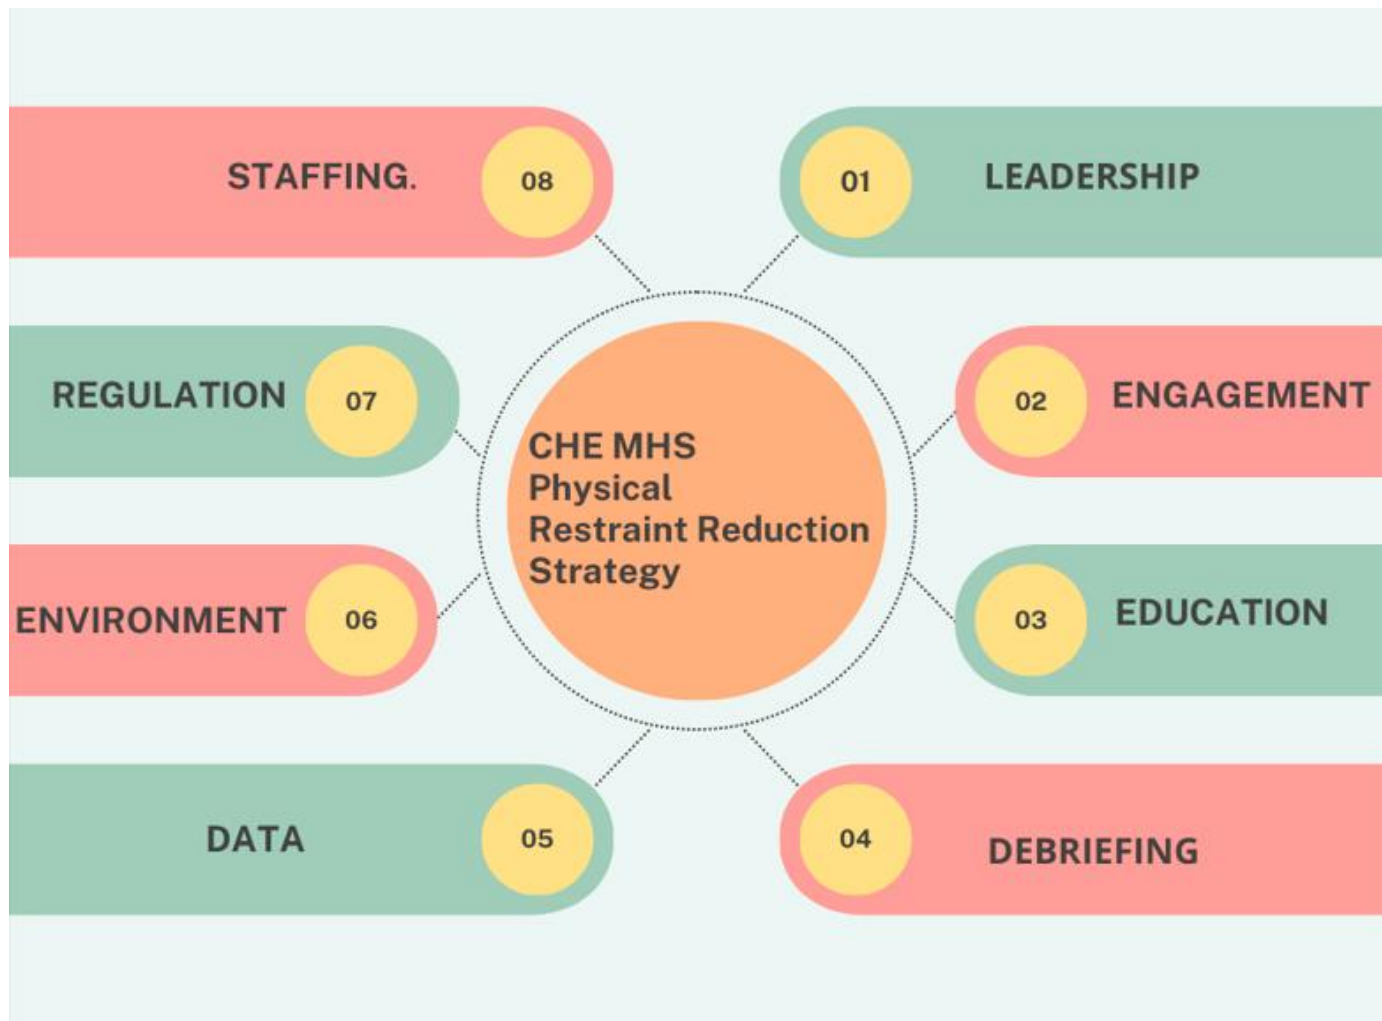 STAFFING.
08
01
LEADERSHIP
REGULATION
07
02
ENGAGEMENT
CHE MHS
Physical
Restraint Reduction
Strategy
ENVIRONMENT
06
03
EDUCATION
DATA
05
04
DEBRIEFING